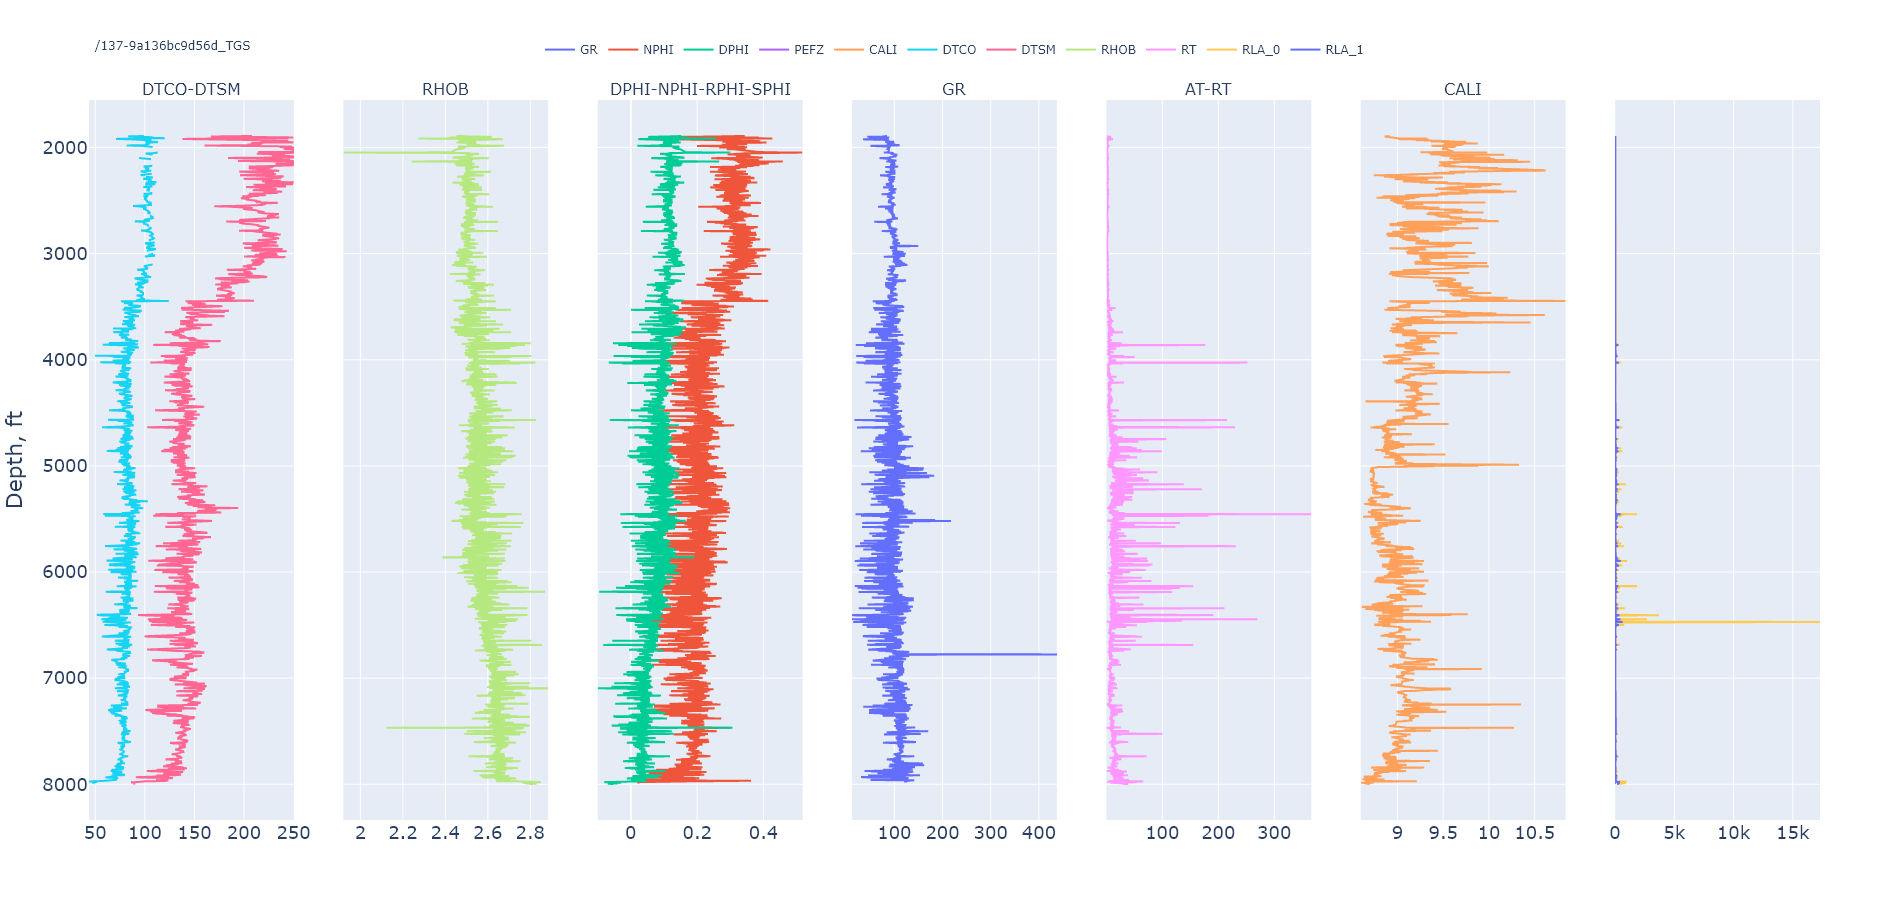 /137-9a136bc9d56d_TGS
GR NPHI DPHI PEFZ CALI DTCO DTSM RHOB RT RLA_0 RLA_1
DTCO-DTSM RHOB DPHI-NPHI-RPHI-SPHI GR AT-RT CALI
2000
3000
4000
5000
6000
7000
8000
Depth, ft
50 100 150 200 250 2 2.2 2.4 2.6 2.8 0 0.2 0.4 100 200 300 400 100 200 300 9 9.5 10 10.5 0 5k 10k 15k